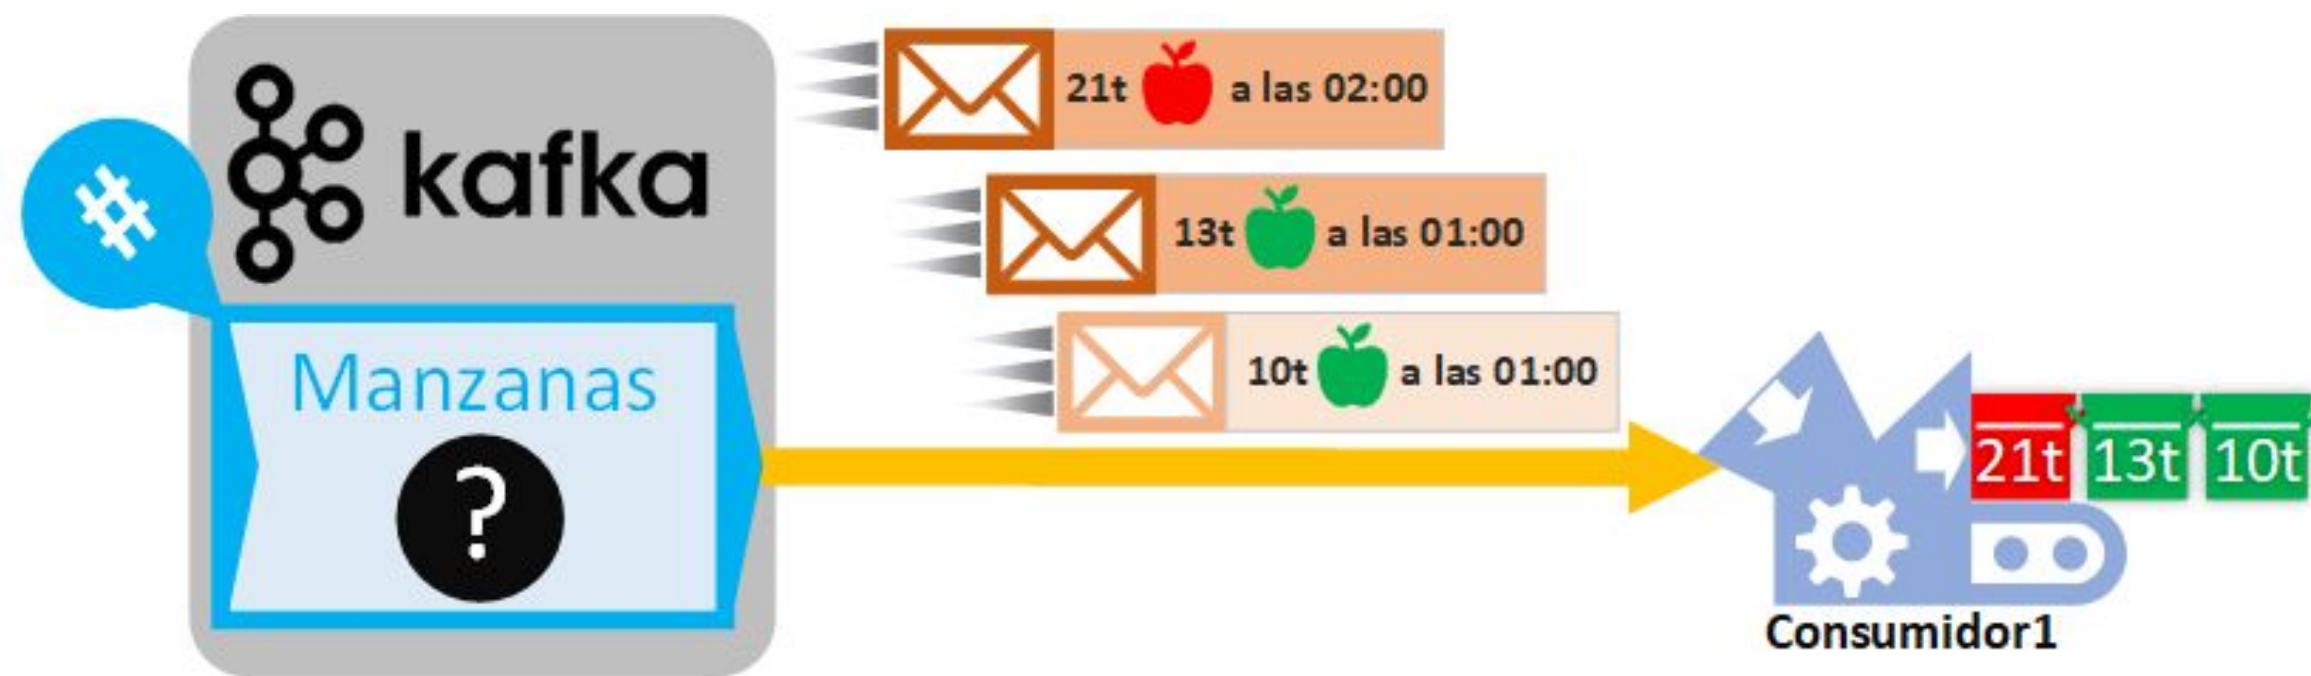 #
kafka
Manzanas
?
21t a las 02:00
13t a las 01:00
10t a las 01:00
21t 13t 10t
Consumidor1